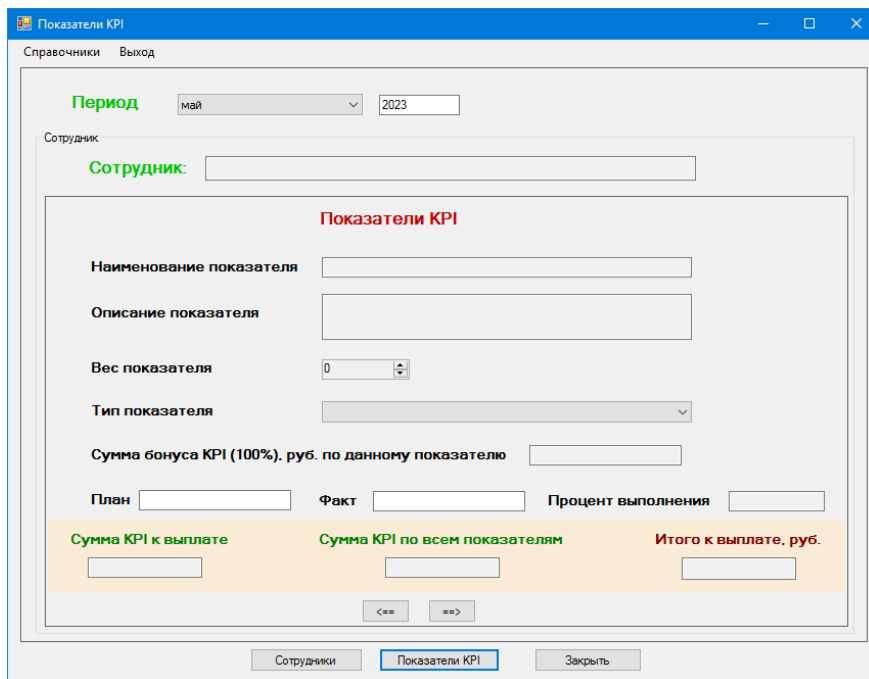 Показатели KPI
Справочники Выход
Период май 2023
Сотрудник
Сотрудник:
Показатели KPI
Наименование показателя
Описание показателя
Вес показателя 0
Тип показателя
Сумма бонуса KPI (100%), руб. по данному показателю
План Факт Процент выполнения
Сумма KPI к выплате Сумма KPI по всем показателям Итого к выплате, руб.
<== ==>
Сотрудники Показатели KPI Закрыть